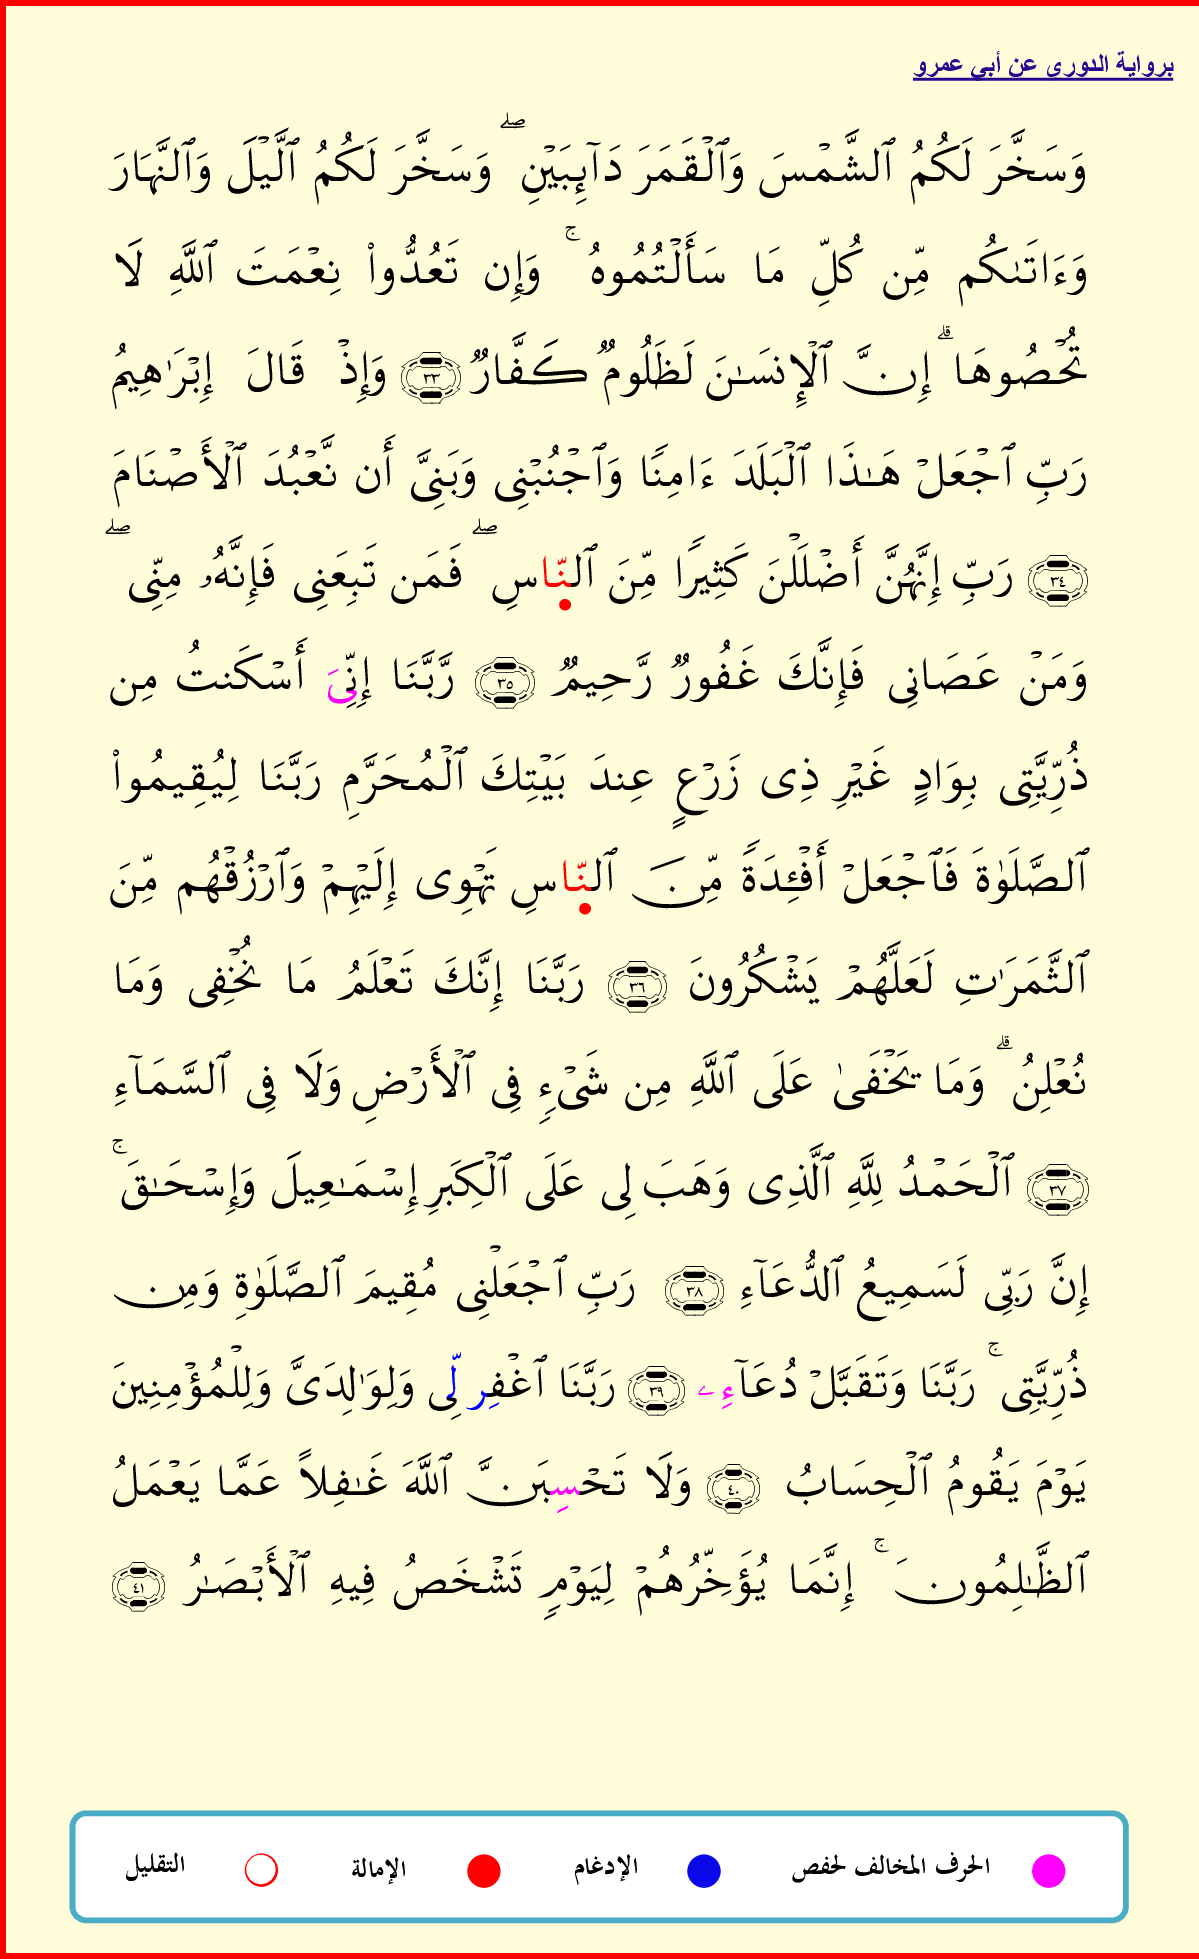 برواية الدورى عن أبى عمرو
وَسَخَّرَ لَكُمُ ٱلشَّمْسَ وَٱلْقَمَرَ دَآئِبَيْنِ ۖ وَسَخَّرَ لَكُمُ ٱلَّيْلَ وَٱلنَّهَارَ
وَءَاتَىٰكُم مِّن كُلِّ مَا سَأَلْتُمُوهُ ۚ وَإِن تَعُدُّوا۟ نِعْمَتَ ٱللَّهِ لَا
تُحْصُوهَا ۗ إِنَّ ٱلْإِنسَـٰنَ لَظَلُومٌ كَفَّارٌ ٣٣ وَإِذْ قَالَ إِبْرَٰهِيمُ
رَبِّ ٱجْعَلْ هَـٰذَا ٱلْبَلَدَ ءَامِنًا وَٱجْنُبْنِى وَبَنِىَّ أَن نَّعْبُدَ ٱلْأَصْنَامَ
٣٤ رَبِّ إِنَّهُنَّ أَضْلَلْنَ كَثِيرًا مِّنَ ٱلنَّاسِ ۖ فَمَن تَبِعَنِى فَإِنَّهُۥ مِنِّى ۖ
وَمَنْ عَصَانِى فَإِنَّكَ غَفُورٌ رَّحِيمٌ ٣٥ رَّبَّنَا إِنِّىَ أَسْكَنتُ مِن
ذُرِّيَّتِى بِوَادٍ غَيْرِ ذِى زَرْعٍ عِندَ بَيْتِكَ ٱلْمُحَرَّمِ رَبَّنَا لِيُقِيمُوا۟
ٱلصَّلَوٰةَ فَٱجْعَلْ أَفْـِٔدَةً مِّنَ ٱلنَّاسِ تَهْوِى إِلَيْهِمْ وَٱرْزُقْهُم مِّنَ
ٱلثَّمَرَٰتِ لَعَلَّهُمْ يَشْكُرُونَ ٣٦ رَبَّنَا إِنَّكَ تَعْلَمُ مَا نُخْفِى وَمَا
نُعْلِنُ ۗ وَمَا يَخْفَىٰ عَلَى ٱللَّهِ مِن شَىْءٍ فِى ٱلْأَرْضِ وَلَا فِى ٱلسَّمَآءِ
٣٧ ٱلْحَمْدُ لِلَّهِ ٱلَّذِى وَهَبَ لِى عَلَى ٱلْكِبَرِ إِسْمَـٰعِيلَ وَإِسْحَـٰقَ ۚ
إِنَّ رَبِّى لَسَمِيعُ ٱلدُّعَآءِ ٣٨ رَبِّ ٱجْعَلْنِى مُقِيمَ ٱلصَّلَوٰةِ وَمِن
ذُرِّيَّتِى ۚ رَبَّنَا وَتَقَبَّلْ دُعَآءِۦ ٣٩ رَبَّنَا ٱغْفِر لِّى وَلِوَٰلِدَىَّ وَلِلْمُؤْمِنِينَ
يَوْمَ يَقُومُ ٱلْحِسَابُ ٤٠ وَلَا تَحْسِبَنَّ ٱللَّهَ غَـٰفِلاً عَمَّا يَعْمَلُ
ٱلظَّـٰلِمُونَ ۚ إِنَّمَا يُؤَخِّرُهُمْ لِيَوْمٍ تَشْخَصُ فِيهِ ٱلْأَبْصَـٰرُ ٤١
الحرف المخالف لحفص الإدغام الإمالة التقليل